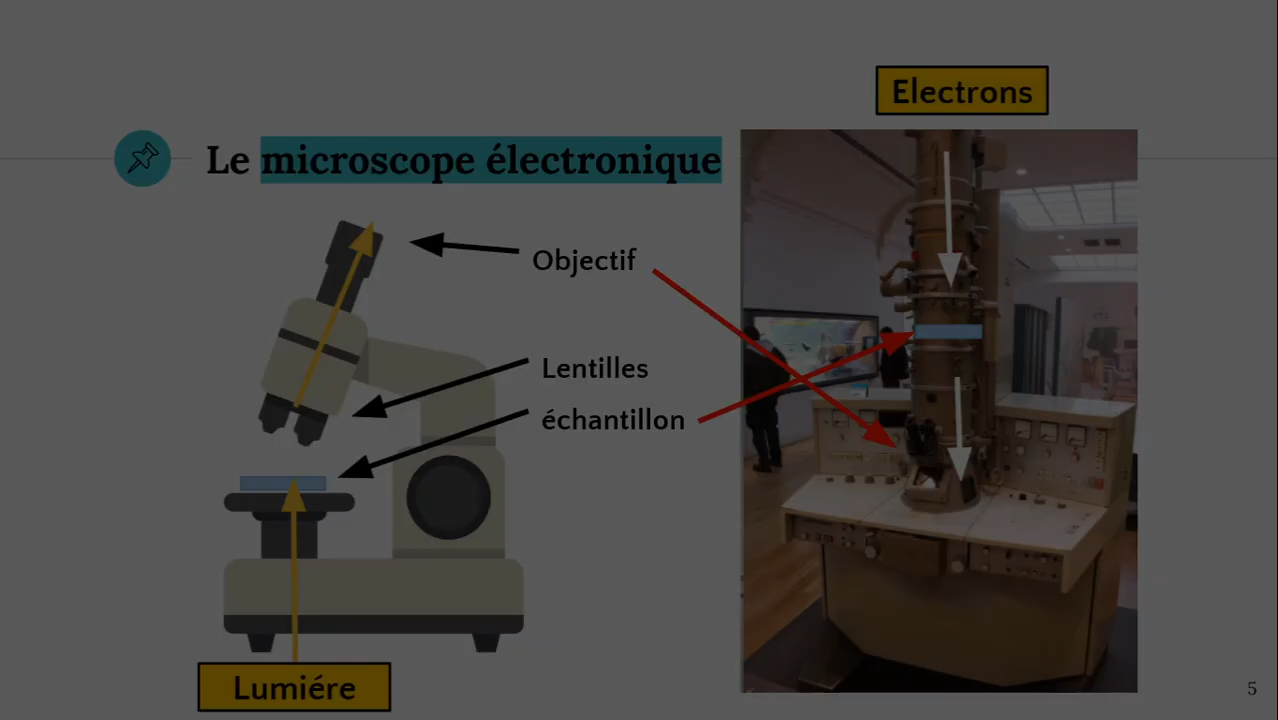 Electrons
Le microscope électronique
Objectif
Lentilles
échantillon
Lumiére
5